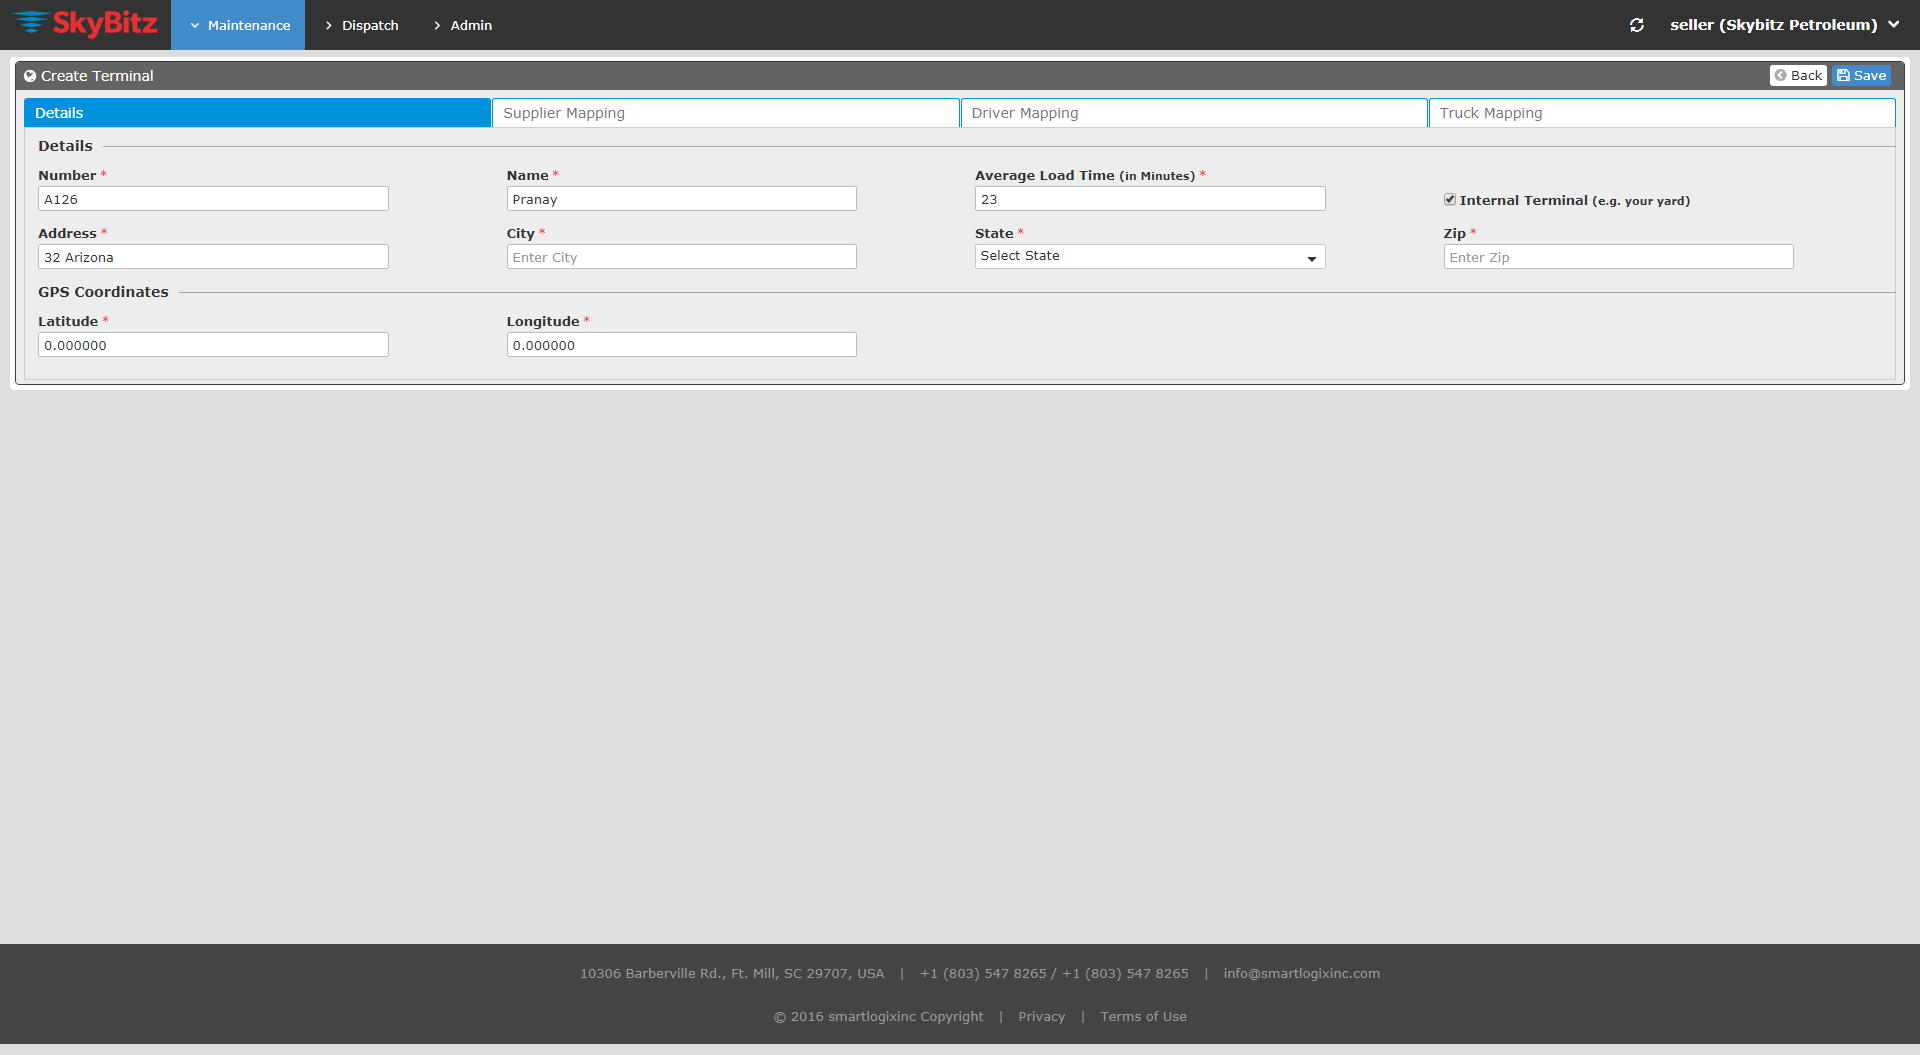 SkyBitz Maintenance Dispatch Admin seller (Skybitz Petroleum)
Create Terminal Back Save
Details Supplier Mapping Driver Mapping Truck Mapping
Details
Number * Name * Average Load Time (in Minutes) *
A126 Pranay 23 Internal Terminal (e.g. your yard)
Address * City * State * Zip *
32 Arizona Enter City Select State Enter Zip
GPS Coordinates
Latitude * Longitude *
0.000000 0.000000
10306 Barberville Rd., Ft. Mill, SC 29707, USA | +1 (803) 547 8265 / +1 (803) 547 8265 | info@smartlogixinc.com
© 2016 smartlogixinc Copyright | Privacy | Terms of Use